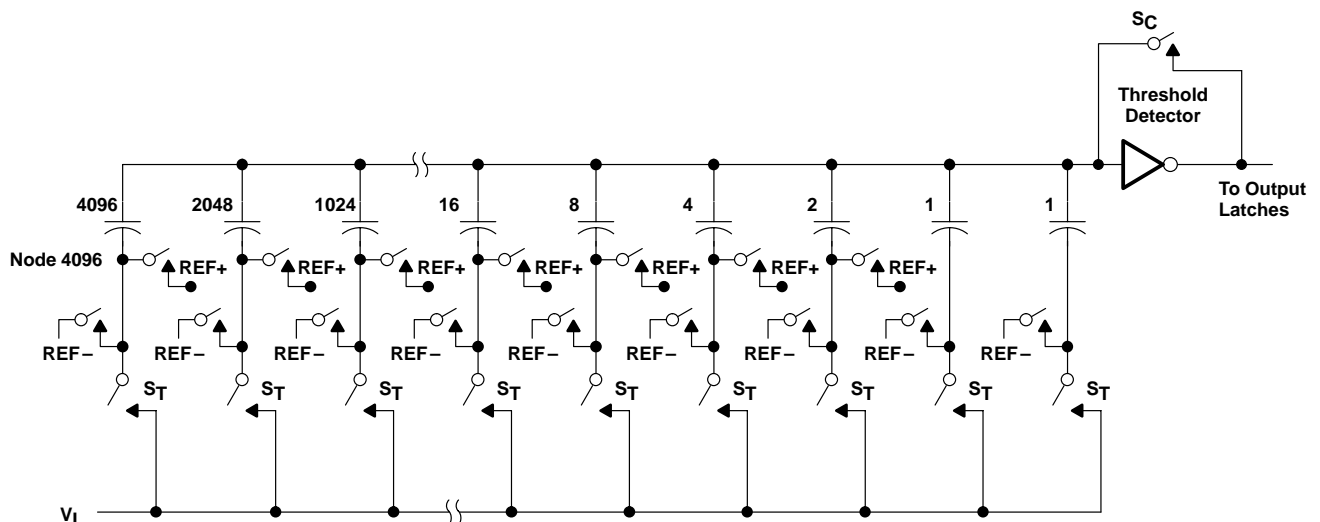 SC
Threshold
Detector
To Output
Latches
4096
2048
1024
16
8
4
2
1
1
Node 4096
REF+
REF+
REF+
REF+
REF+
REF+
REF+
REF−
REF−
REF−
REF−
REF−
REF−
REF−
REF−
REF−
ST
ST
ST
ST
ST
ST
ST
ST
ST
VI